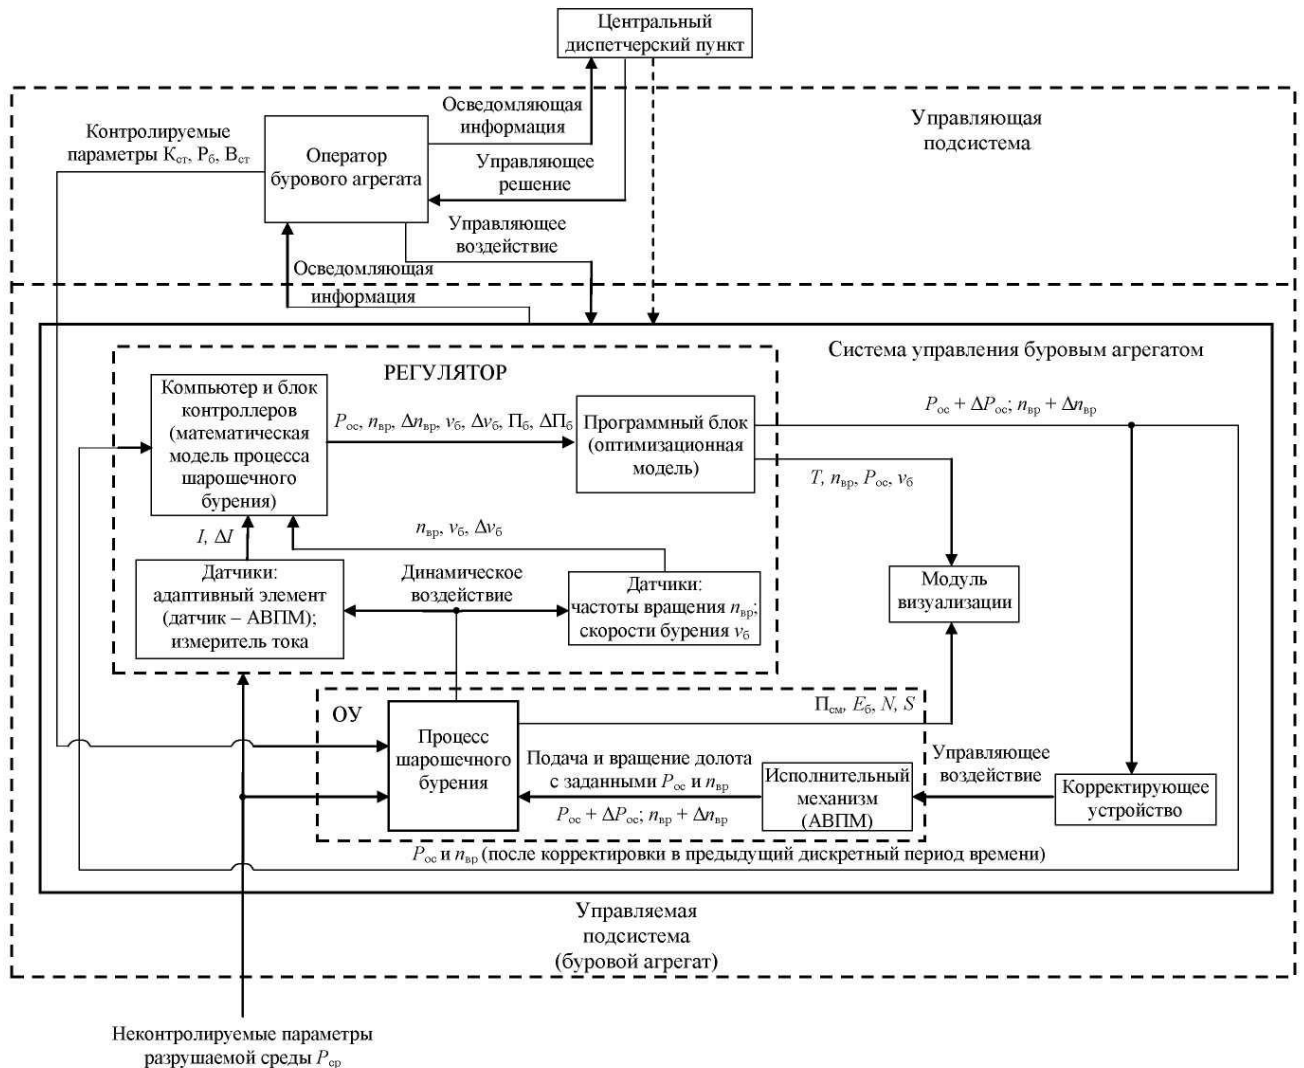 Центральный
диспетчерский пункт
Осведомляющая
информация
Управляющая
подсистема
Контролируемые
параметры Кст, Рб, Вст
Оператор
бурового агрегата
Управляющее
решение
Управляющее
воздействие
Осведомляющая
информация
Система управления буровым агрегатом
РЕГУЛЯТОР
Компьютер и блок
контроллеров
(математическая
модель процесса
шарошечного
бурения)
Pос, nвр, Δnвр, vб, Δvб, Пб, ΔПб
Программный блок
(оптимизационная
модель)
Pос + ΔPос; nвр + Δnвр
T, nвр, Pос, vб
I, ΔI
nвр, vб, Δvб
Датчики:
адаптивный элемент
(датчик – АВПМ);
измеритель тока
Динамическое
воздействие
Датчики:
частоты вращения nвр;
скорости бурения vб
Модуль
визуализации
ОУ
Псм, Eб, N, S
Процесс
шарошечного
бурения
Подача и вращение долота
с заданными Pос и nвр
Pос + ΔPос; nвр + Δnвр
Исполнительный
механизм
(АВПМ)
Управляющее
воздействие
Корректирующее
устройство
Pос и nвр (после корректировки в предыдущий дискретный период времени)
Управляемая
подсистема
(буровой агрегат)
Неконтролируемые параметры
разрушаемой среды Pср